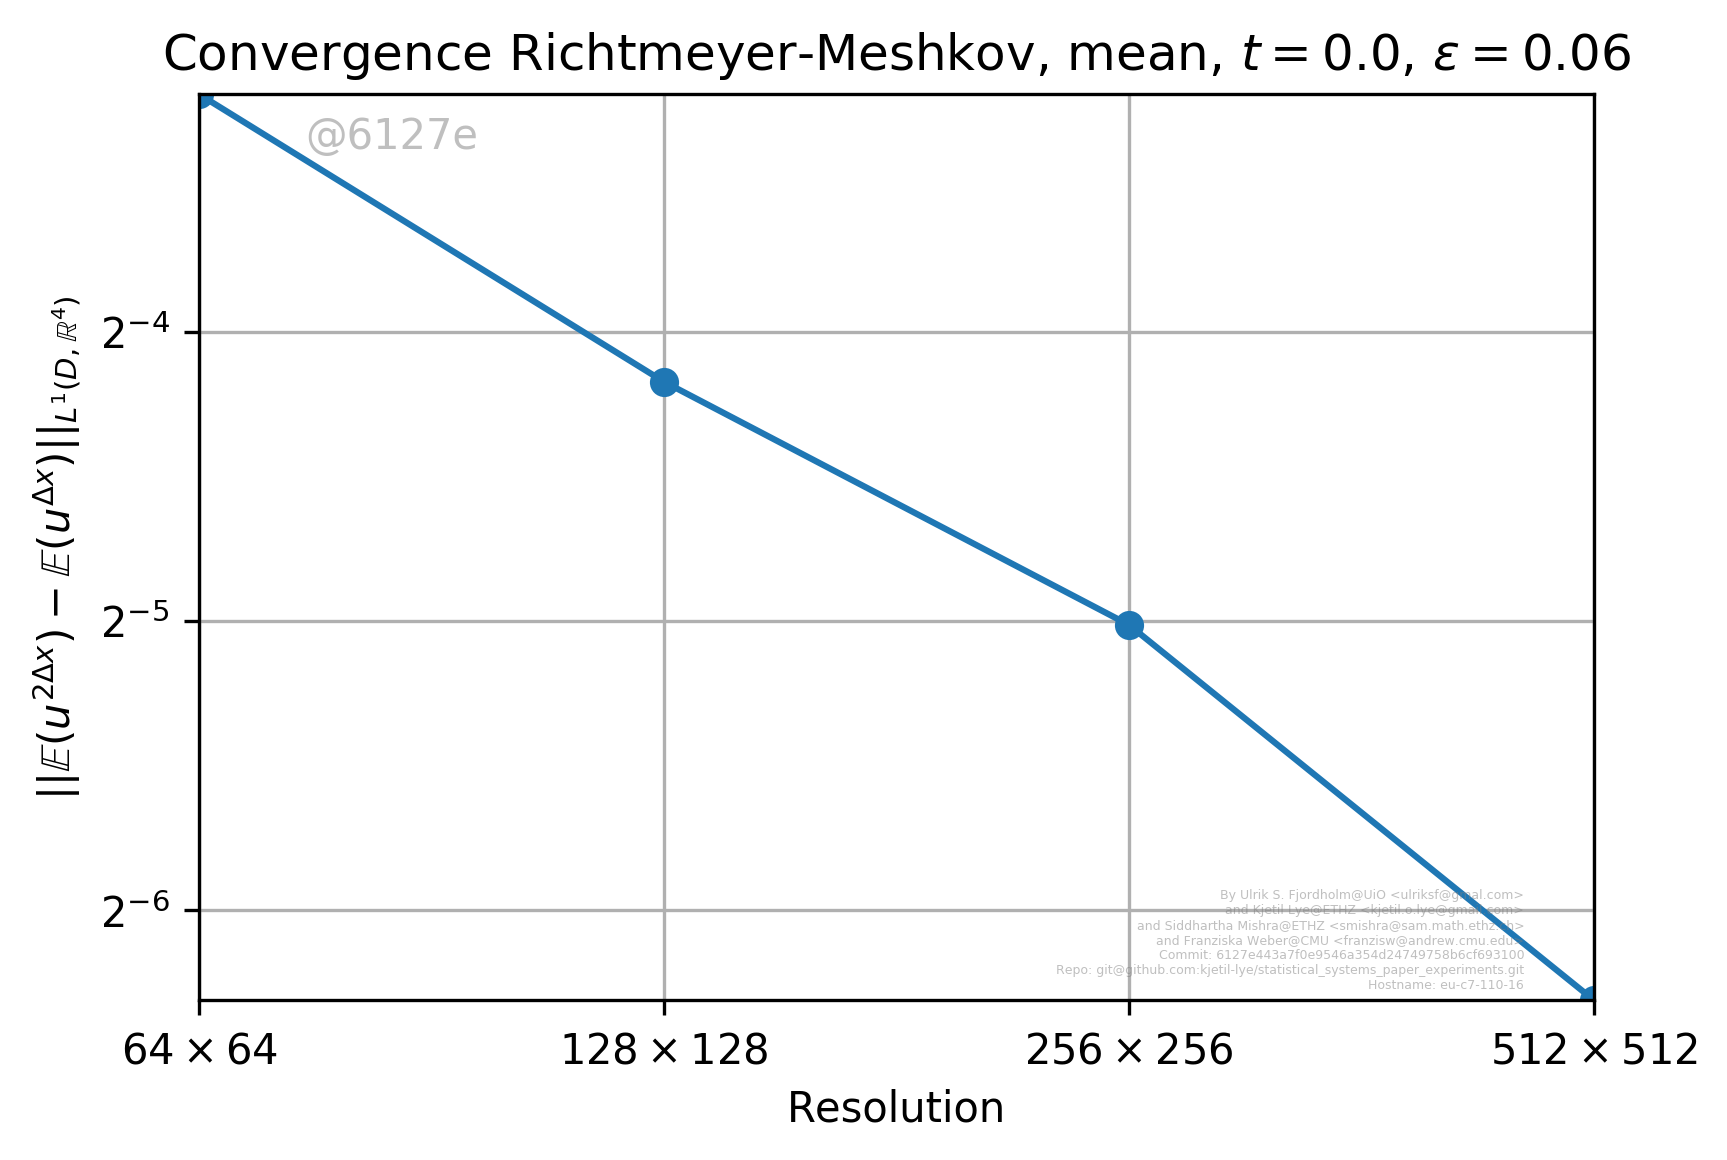 Convergence Richtmeyer-Meshkov, mean, t = 0.0, ε = 0.06
@6127e
||𝔼(u^{2Δx}) − 𝔼(u^{Δx})||_{L^1(D, ℝ^4)}
2^{−4}
2^{−5}
2^{−6}
By Ulrik S. Fjordholm@UiO <ulriksf@gmal.com>
and Kjetil Lye@ETHZ <kjetil.o.lye@gmal.com>
and Siddhartha Mishra@ETHZ <smishra@sam.math.ethz.ch>
and Franziska Weber@CMU <franzisw@andrew.cmu.edu>
Commit: 6127e443a7f0e9546a354d24749758b6cf693100
Repo: git@github.com:kjetil-lye/statistical_systems_paper_experiments.git
Hostname: eu-c7-110-16
64 × 64
128 × 128
256 × 256
512 × 512
Resolution